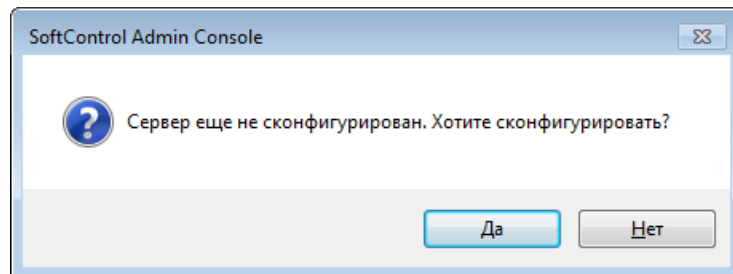 SoftControl Admin Console
Сервер еще не сконфигурирован. Хотите сконфигурировать?
Да
Нет